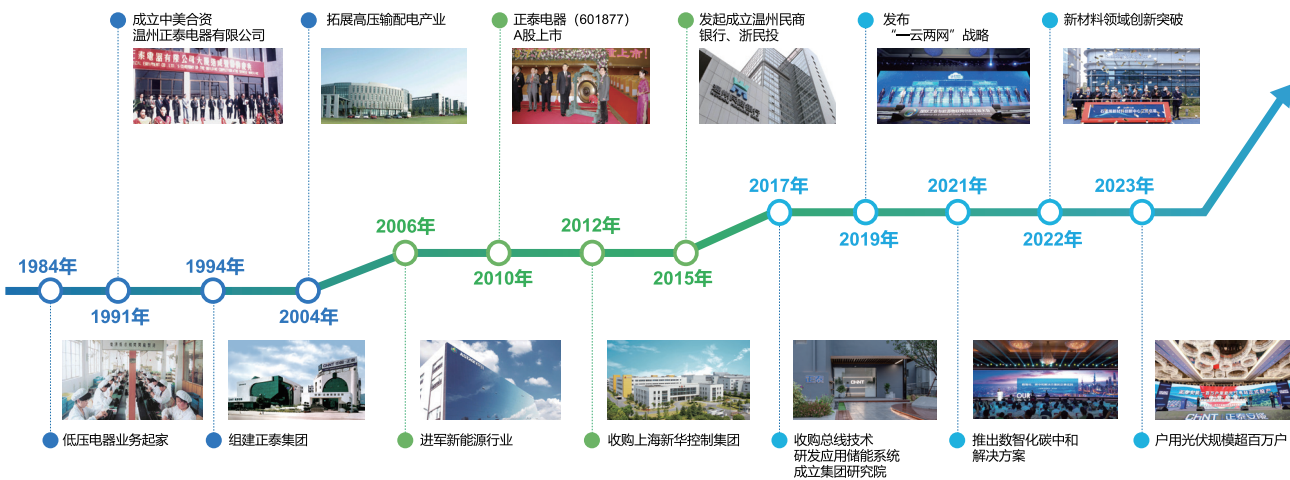 成立中美合资
温州正泰电器有限公司
拓展高压输配电产业
正泰电器（601877）
A股上市
发起成立温州民商
银行、浙民投
发布
“一云两网”战略
新材料领域创新突破
1984年
1991年
1994年
2004年
2006年
2010年
2012年
2015年
2017年
2019年
2021年
2022年
2023年
低压电器业务起家
组建正泰集团
进军新能源行业
收购上海新华控制集团
CHNT
收购总线技术
研发应用储能系统
成立集团研究院
OUR
推出数智化碳中和
解决方案
CHNT 正泰安能
户用光伏规模超百万户